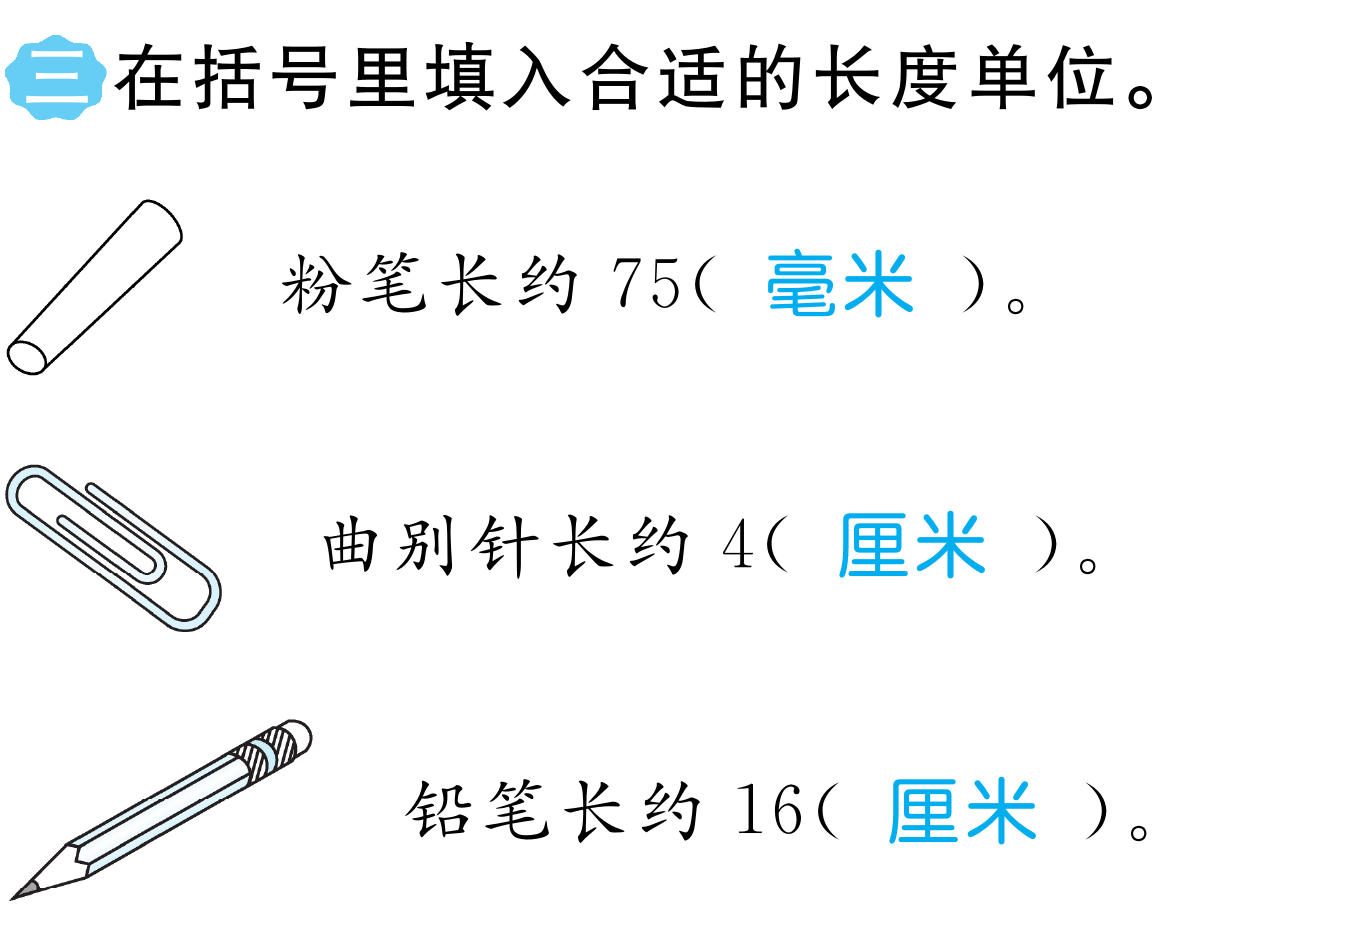 三 在括号里填入合适的长度单位。
粉笔长约 75( 毫米 )。
曲别针长约 4( 厘米 )。
铅笔长约 16( 厘米 )。